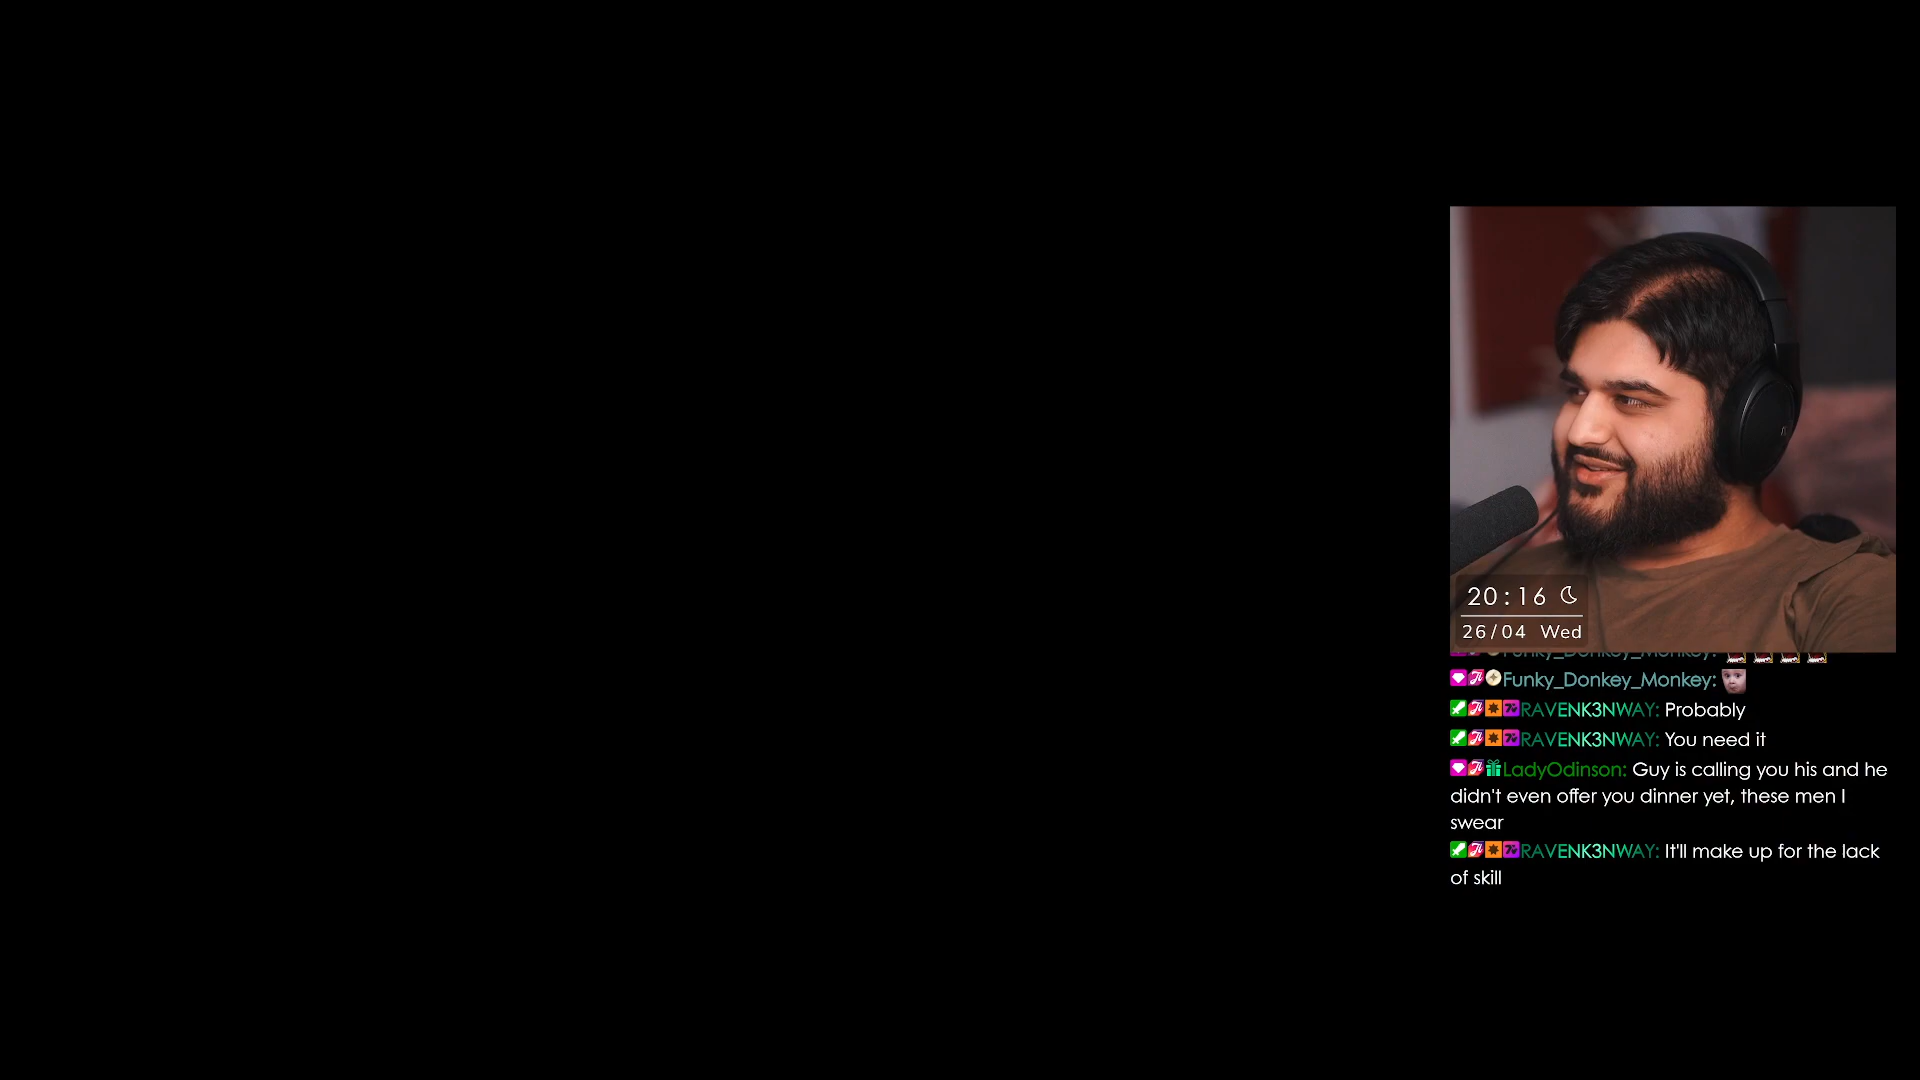 20:16
26/04 Wed
Funky_Donkey_Monkey:
Funky_Donkey_Monkey:
RAVENK3NWAY: Probably
RAVENK3NWAY: You need it
LadyOdinson: Guy is calling you his and he
didn't even offer you dinner yet, these men I
swear
RAVENK3NWAY: It'll make up for the lack
of skill